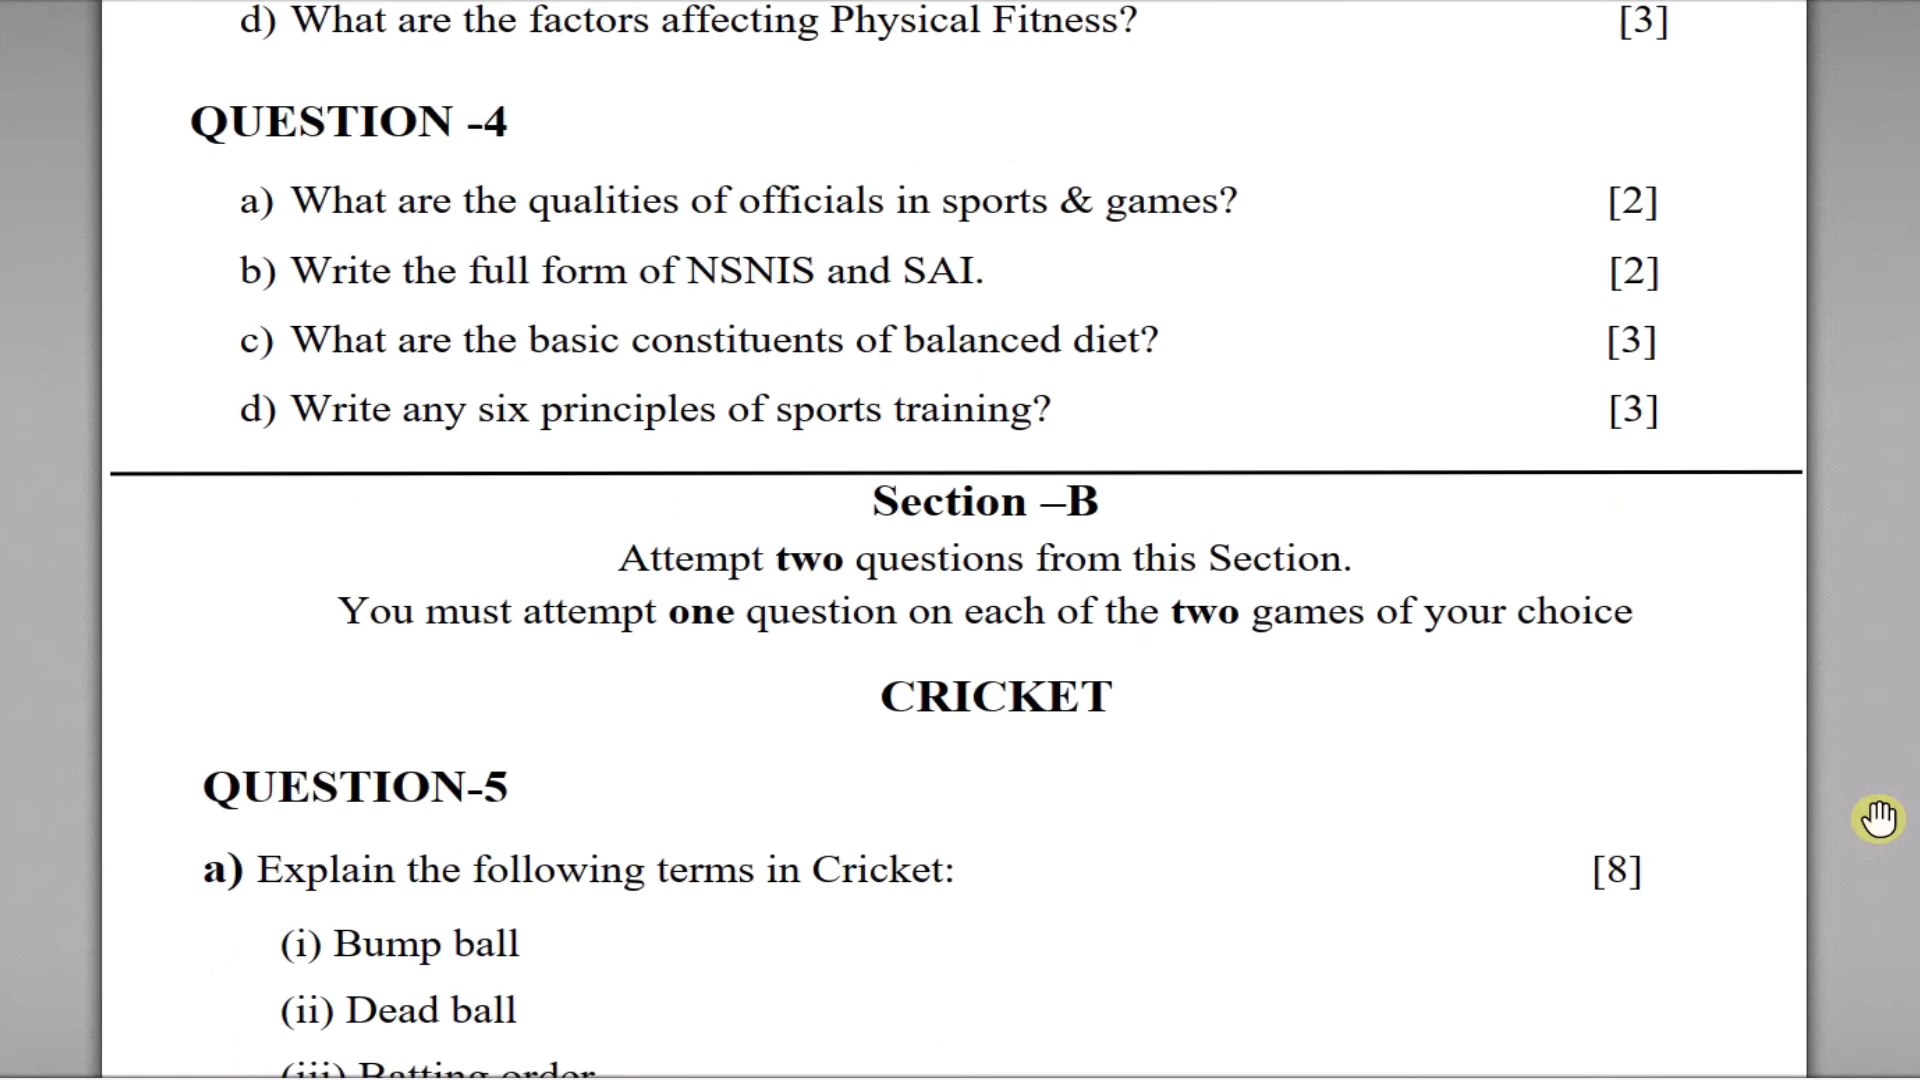 d) What are the factors affecting Physical Fitness? [3]
QUESTION -4
a) What are the qualities of officials in sports & games? [2]
b) Write the full form of NSNIS and SAI. [2]
c) What are the basic constituents of balanced diet? [3]
d) Write any six principles of sports training? [3]
Section –B
Attempt two questions from this Section.
You must attempt one question on each of the two games of your choice
CRICKET
QUESTION-5
a) Explain the following terms in Cricket: [8]
(i) Bump ball
(ii) Dead ball
(iii) Batting order